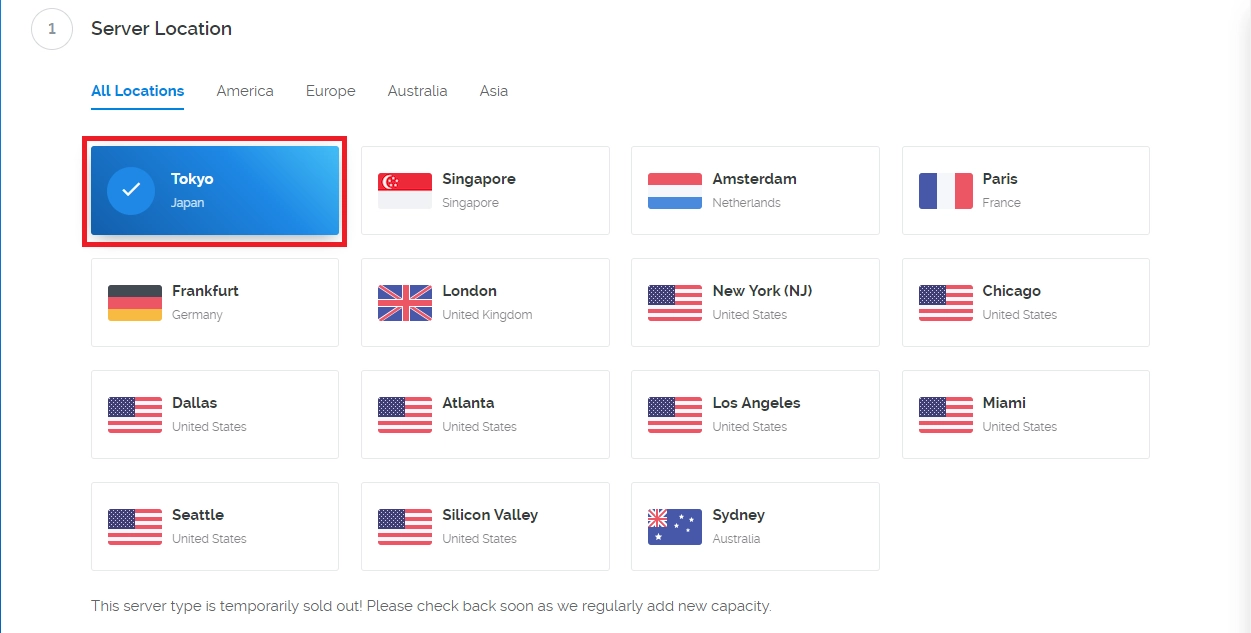 1
Server Location
All Locations America Europe Australia Asia
Tokyo
Japan
Singapore
Singapore
Amsterdam
Netherlands
Paris
France
Frankfurt
Germany
London
United Kingdom
New York (NJ)
United States
Chicago
United States
Dallas
United States
Atlanta
United States
Los Angeles
United States
Miami
United States
Seattle
United States
Silicon Valley
United States
Sydney
Australia
This server type is temporarily sold out! Please check back soon as we regularly add new capacity.